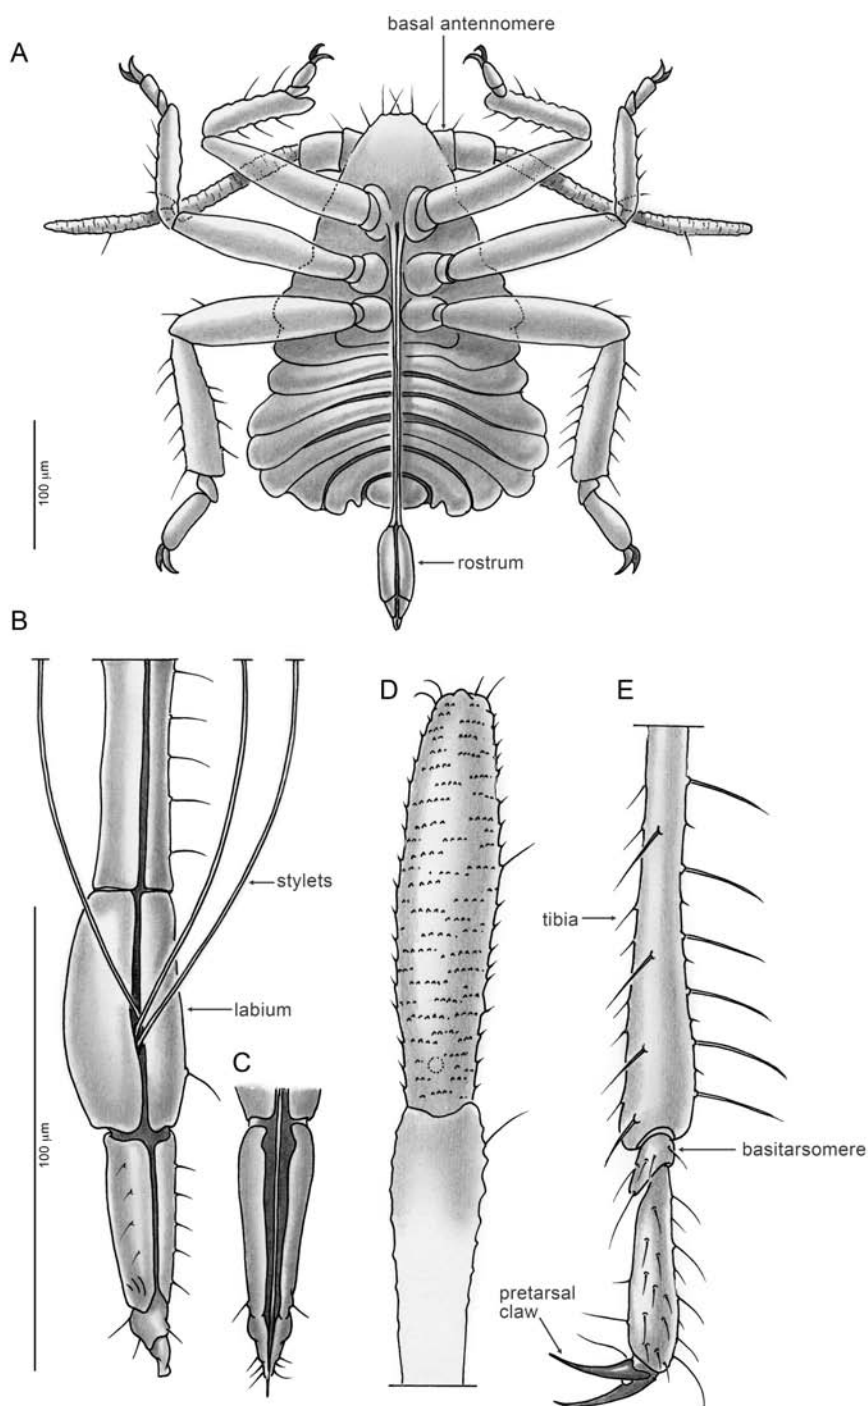 basal antennomere
A
100 µm
rostrum
B
D
E
stylets
tibia
labium
C
100 µm
basitarsomere
pretarsal
claw